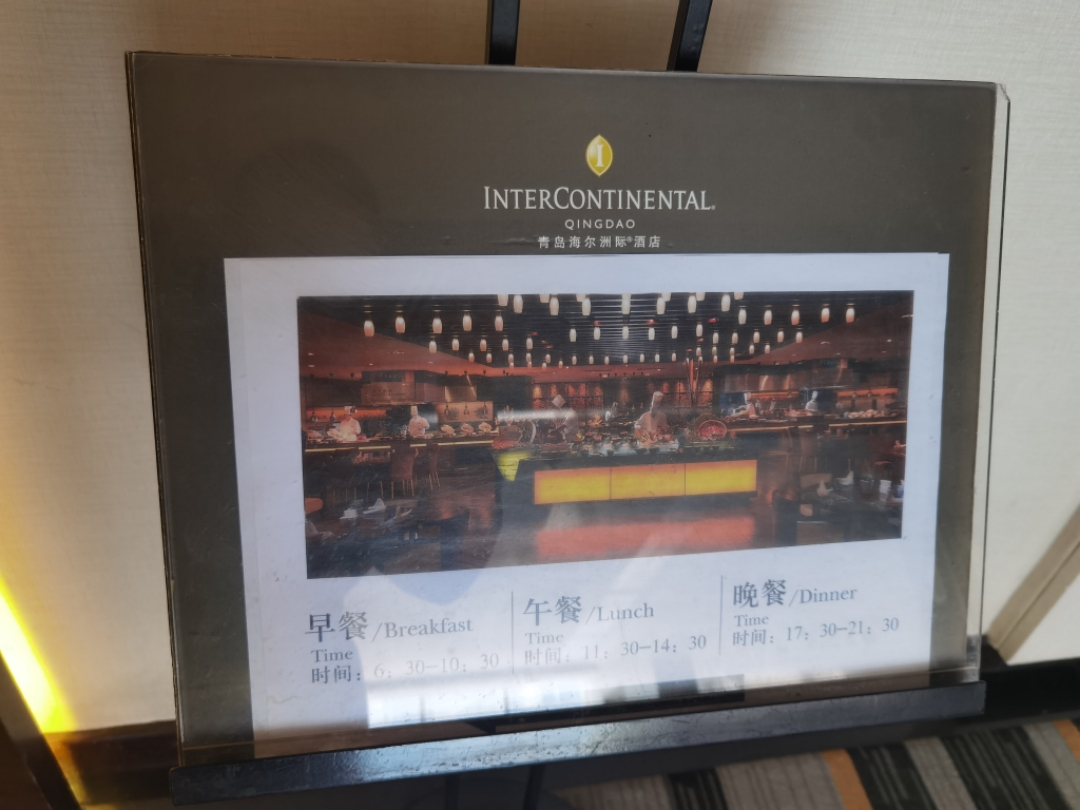 I
INTERCONTINENTAL®
QINGDAO
青岛海尔洲际®酒店
早餐/Breakfast
Time
时间：6：30-10：30
午餐/Lunch
Time
时间：11：30-14：30
晚餐/Dinner
Time
时间：17：30-21：30